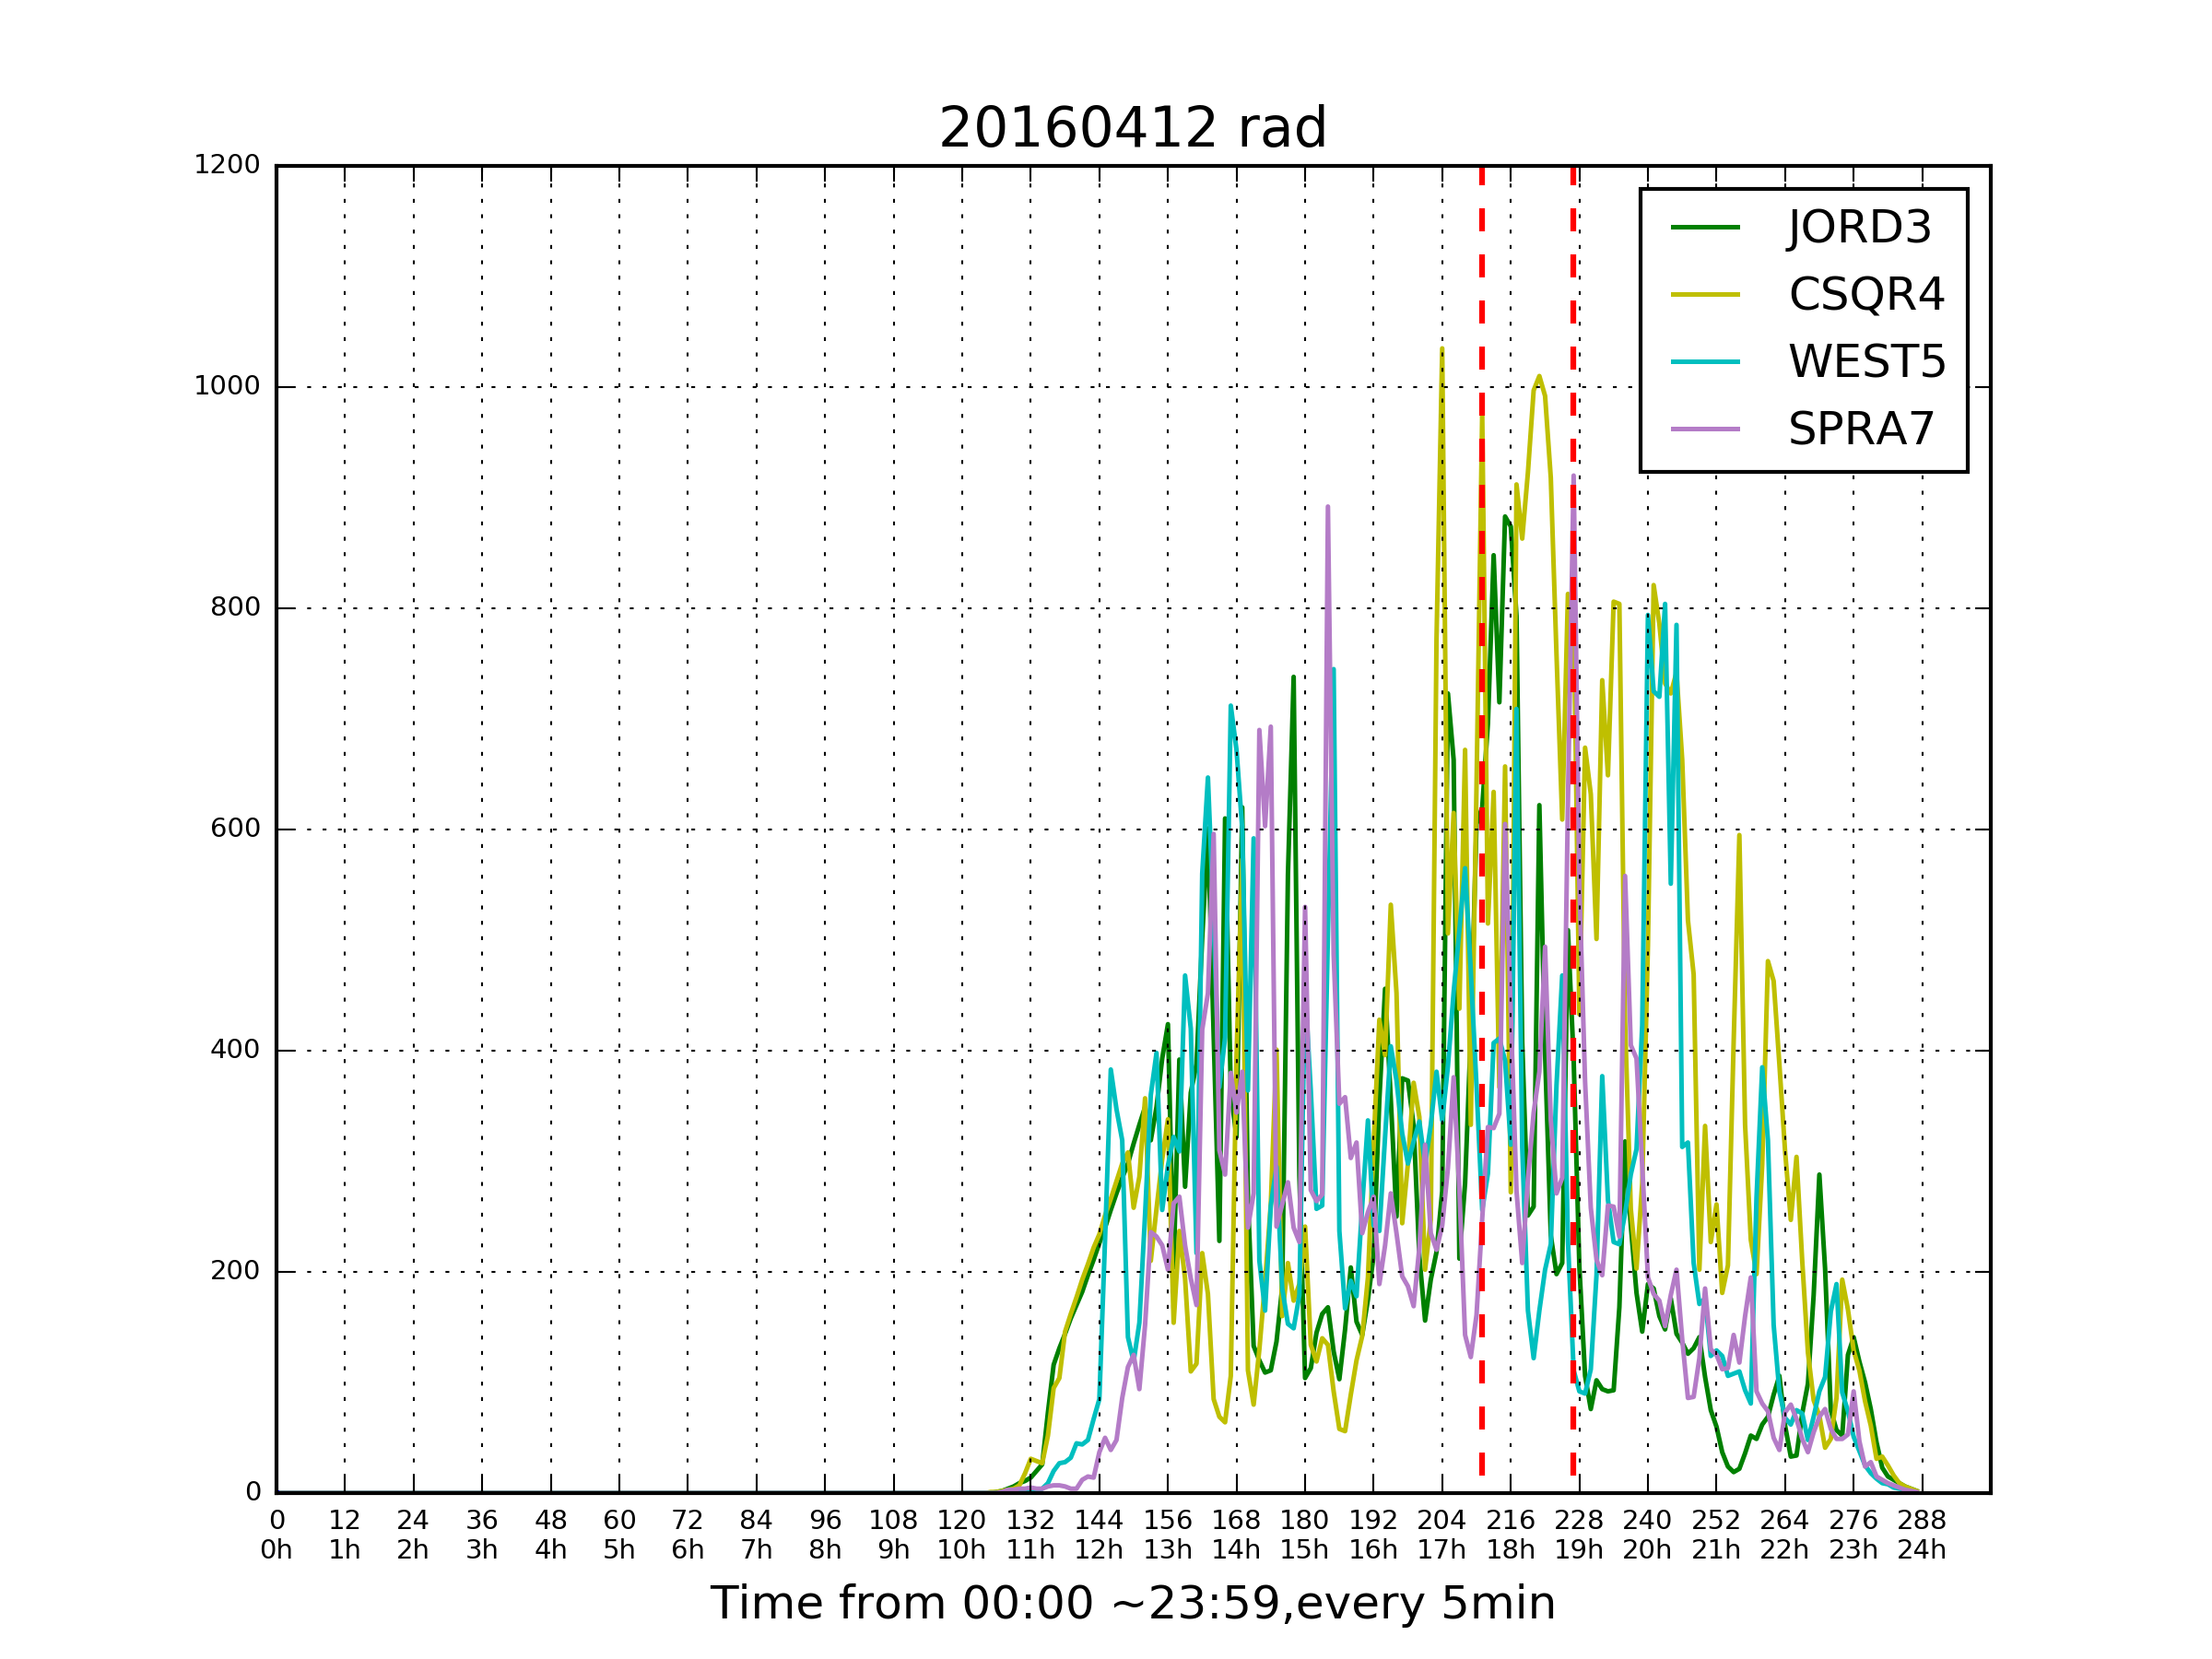 20160412 rad
1200
1000
800
600
400
200
0
JORD3
CSQR4
WEST5
SPRA7
0 12 24 36 48 60 72 84 96 108 120 132 144 156 168 180 192 204 216 228 240 252 264 276 288
0h 1h 2h 3h 4h 5h 6h 7h 8h 9h 10h 11h 12h 13h 14h 15h 16h 17h 18h 19h 20h 21h 22h 23h 24h
Time from 00:00 ~23:59,every 5min